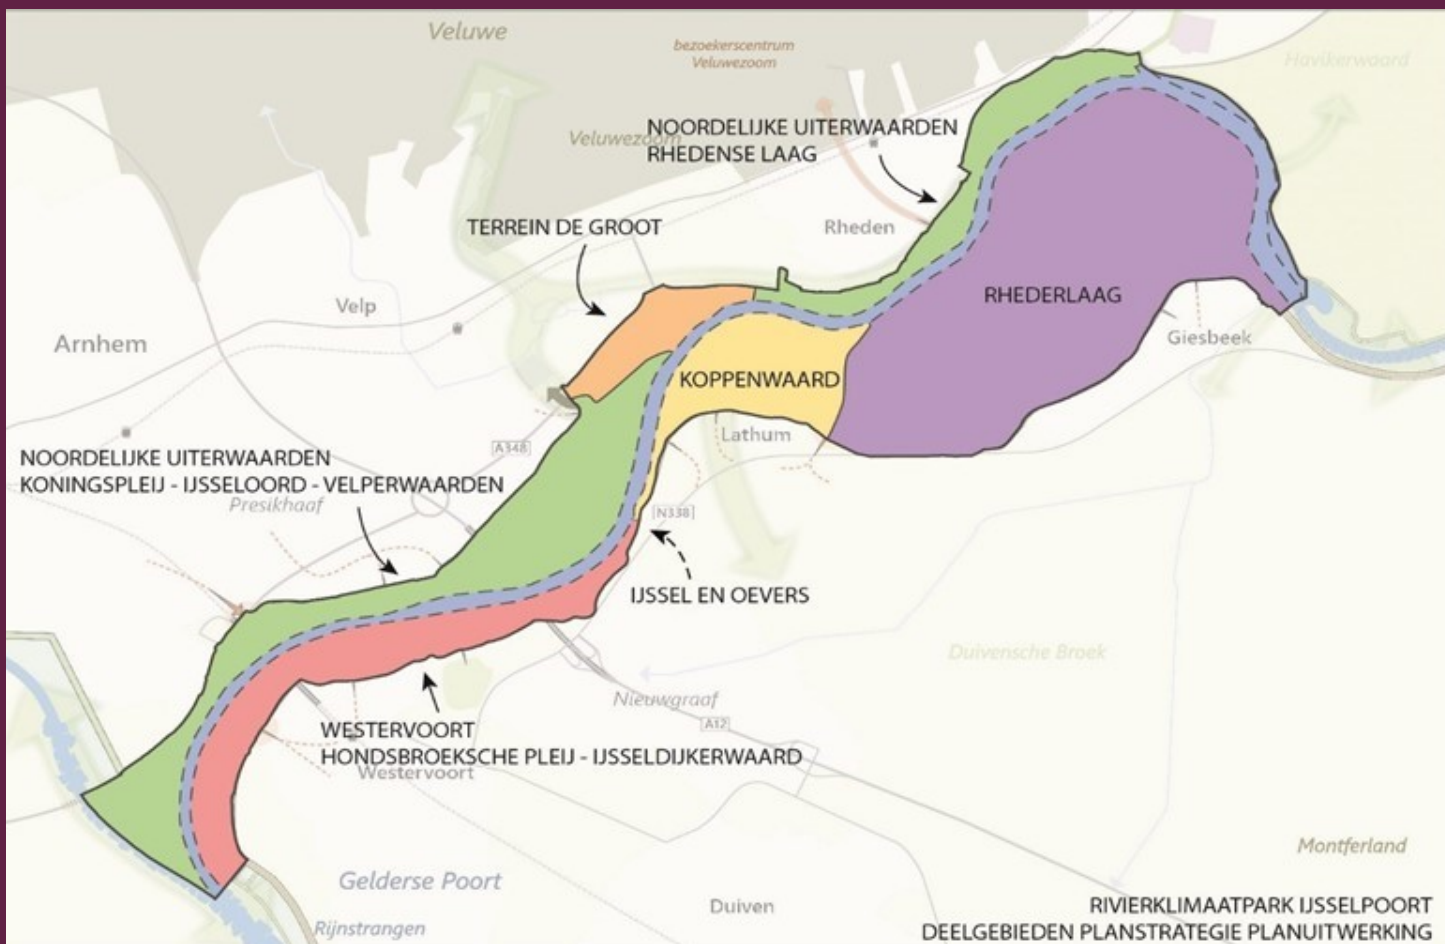 Veluwe
bezoekerscentrum
Veluwezoom
Havikerwaard
NOORDELIJKE UITERWAARDEN
RHEDENSE LAAG
Veluwezoom
TERREIN DE GROOT
Rheden
RHEDERLAAG
Velp
Arnhem
Giesbeek
KOPPENWAARD
Lathum
A348
NOORDELIJKE UITERWAARDEN
KONINGSPLEIJ - IJSSELOORD - VELPERWAARDEN
Presikhaaf
N338
IJSSEL EN OEVERS
Duivensche Broek
Nieuwgraaf
A12
WESTERVOORT
HONDSBROEKSCHE PLEIJ - IJSSELDIJKERWAARD
Westervoort
Montferland
Gelderse Poort
Duiven
Rijnstrangen
RIVIERKLIMAATPARK IJSSELPOORT
DEELGEBIEDEN PLANSTRATEGIE PLANUITWERKING